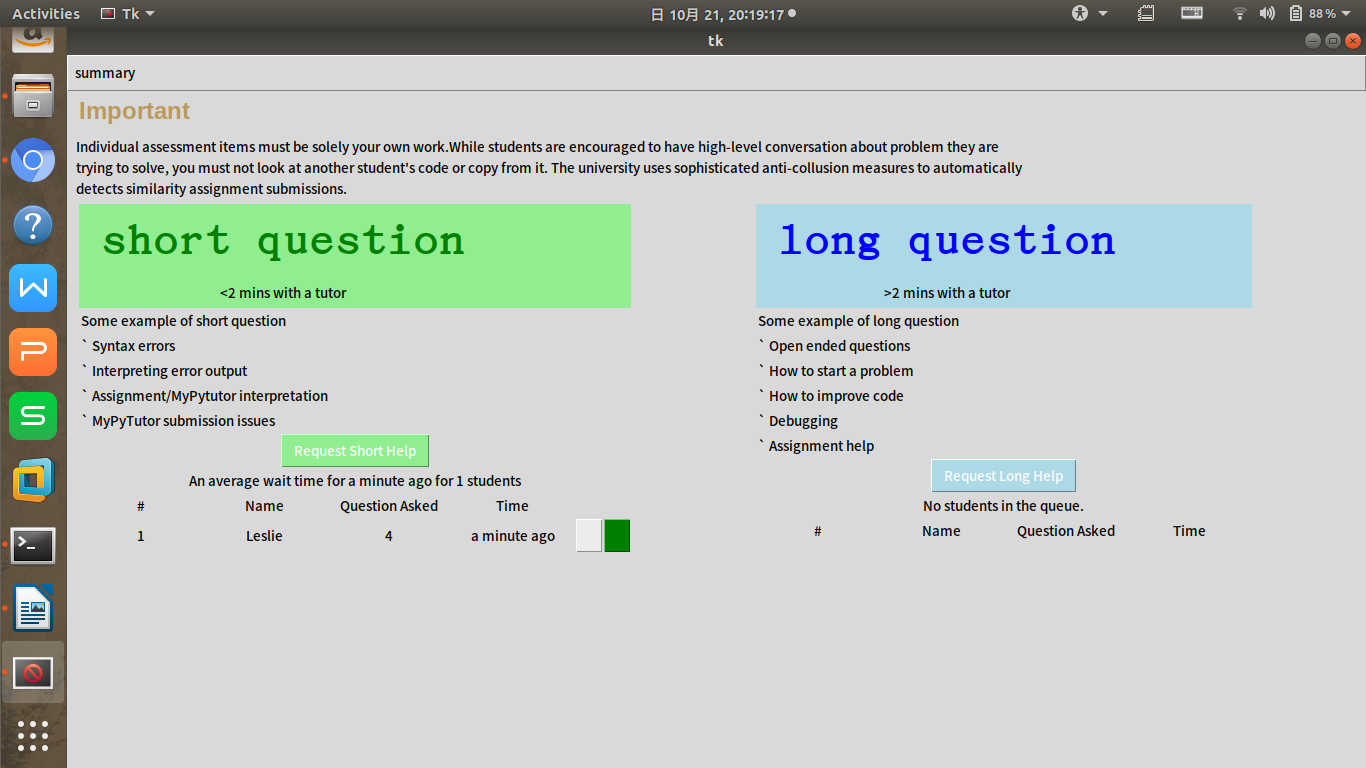 Activities Tk 日 10月 21, 20:19:17 88%
tk
summary
Important
Individual assessment items must be solely your own work.While students are encouraged to have high-level conversation about problem they are
trying to solve, you must not look at another student's code or copy from it. The university uses sophisticated anti-collusion measures to automatically
detects similarity assignment submissions.
short question
<2 mins with a tutor
Some example of short question
` Syntax errors
` Interpreting error output
` Assignment/MyPytutor interpretation
` MyPyTutor submission issues
Request Short Help
An average wait time for a minute ago for 1 students
# Name Question Asked Time
1 Leslie 4 a minute ago
long question
>2 mins with a tutor
Some example of long question
` Open ended questions
` How to start a problem
` How to improve code
` Debugging
` Assignment help
Request Long Help
No students in the queue.
# Name Question Asked Time